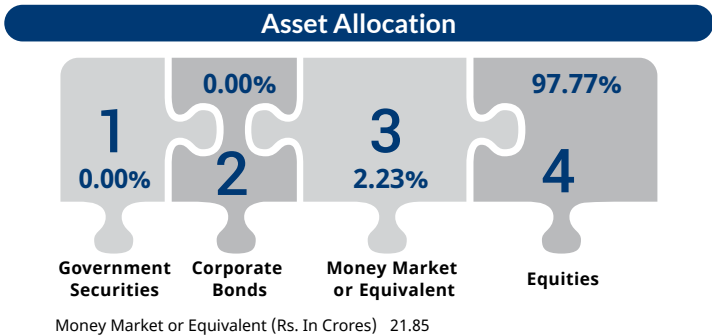 Asset Allocation
1
0.00%
0.00%
2
3
2.23%
97.77%
4
Government
Securities
Corporate
Bonds
Money Market
or Equivalent
Equities
Money Market or Equivalent (Rs. In Crores) 21.85